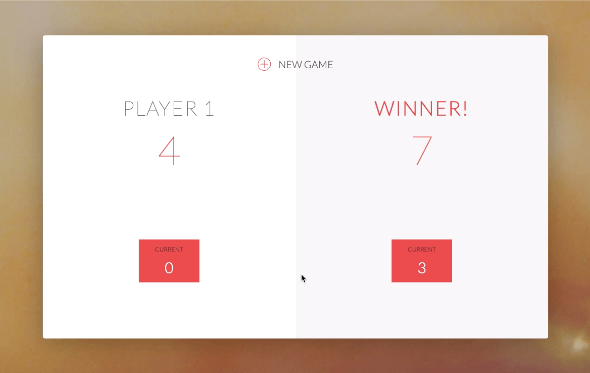 NEW GAME
PLAYER 1
4
CURRENT
0
WINNER!
7
CURRENT
3